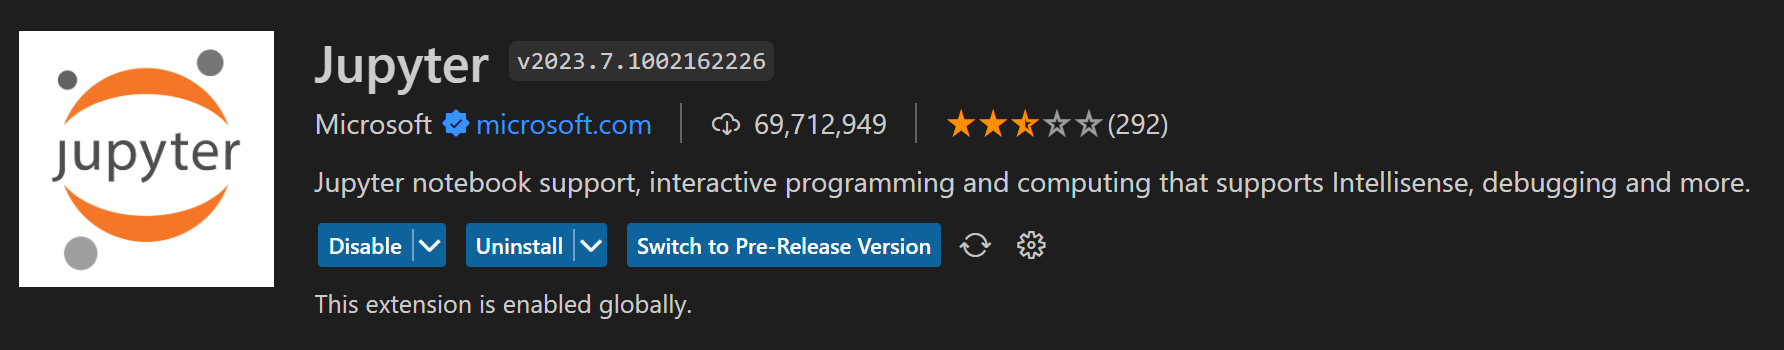 jupyter
Jupyter v2023.7.1002162226
Microsoft microsoft.com 69,712,949 (292)
Jupyter notebook support, interactive programming and computing that supports Intellisense, debugging and more.
Disable Uninstall Switch to Pre-Release Version
This extension is enabled globally.